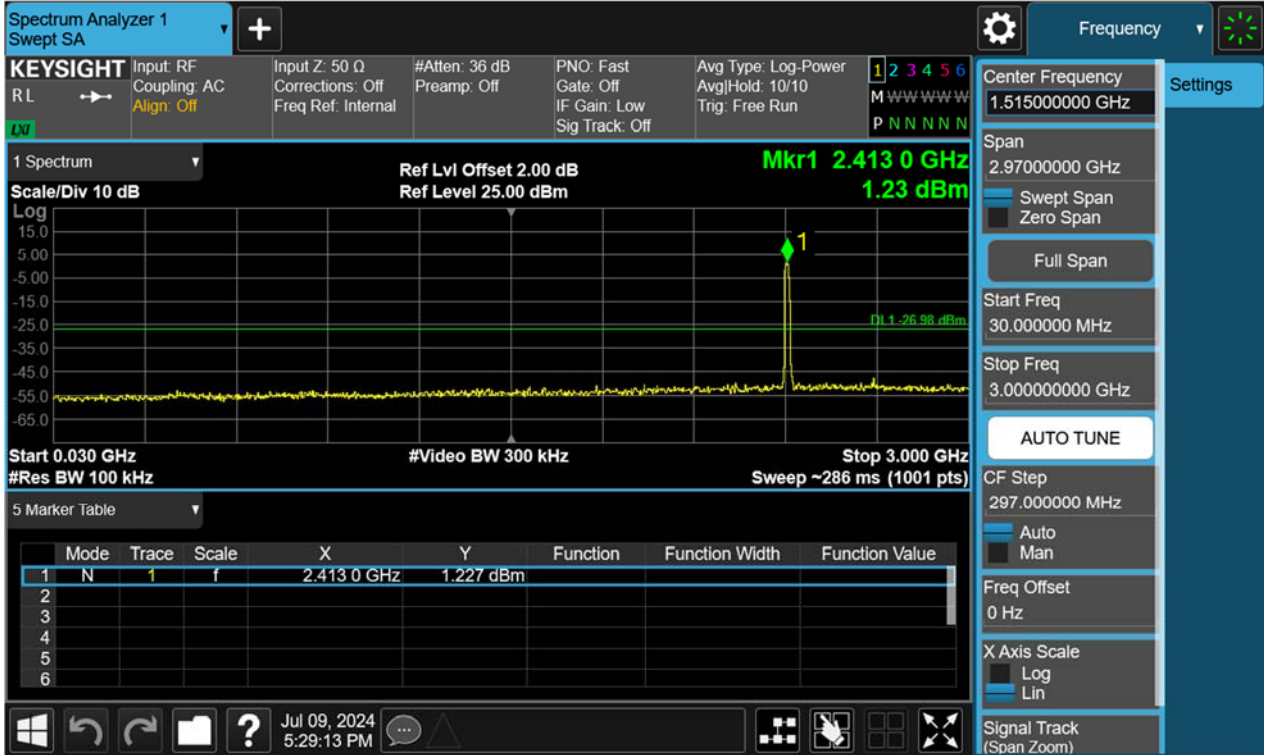 Spectrum Analyzer 1
Swept SA
+
Frequency
KEYSIGHT
RL
LXI
Input: RF
Coupling: AC
Align: Off
Input Z: 50 Ω
Corrections: Off
Freq Ref: Internal
#Atten: 36 dB
Preamp: Off
PNO: Fast
Gate: Off
IF Gain: Low
Sig Track: Off
Avg Type: Log-Power
Avg|Hold: 10/10
Trig: Free Run
1 2 3 4 5 6
M W W W W W
P N N N N N
1 Spectrum
Scale/Div 10 dB
Ref Lvl Offset 2.00 dB
Ref Level 25.00 dBm
Mkr1 2.413 0 GHz
1.23 dBm
Log
15.0
5.00
-5.00
-15.0
-25.0
-35.0
-45.0
-55.0
-65.0
1
DL1 -26.98 dBm
Start 0.030 GHz
#Video BW 300 kHz
Stop 3.000 GHz
#Res BW 100 kHz
Sweep ~286 ms (1001 pts)
5 Marker Table
Mode Trace Scale X Y Function Function Width Function Value
1 N 1 f 2.413 0 GHz 1.227 dBm
2
3
4
5
6
?
Jul 09, 2024
5:29:13 PM
Center Frequency
1.515000000 GHz
Settings
Span
2.97000000 GHz
Swept Span
Zero Span
Full Span
Start Freq
30.000000 MHz
Stop Freq
3.000000000 GHz
AUTO TUNE
CF Step
297.000000 MHz
Auto
Man
Freq Offset
0 Hz
X Axis Scale
Log
Lin
Signal Track
(Span Zoom)